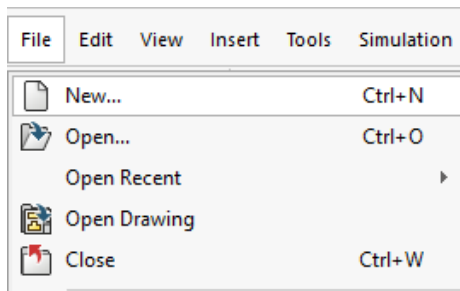 File Edit View Insert Tools Simulation
New... Ctrl+N
Open... Ctrl+O
Open Recent
Open Drawing
Close Ctrl+W